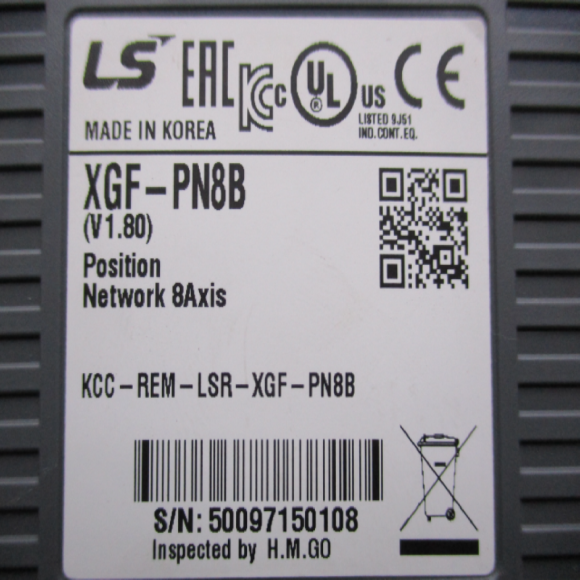 LS EAC KCC UL ® US CE
MADE IN KOREA
LISTED 9J51
IND.CONT.EQ.
XGF-PN8B
(V1.80)
Position
Network 8Axis
KCC-REM-LSR-XGF-PN8B
S/N: 50097150108
Inspected by H.M.GO